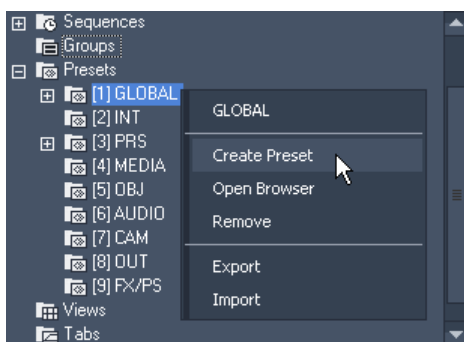 Sequences
Groups
Presets
[1] GLOBAL
[2] INT
[3] PRS
[4] MEDIA
[5] OBJ
[6] AUDIO
[7] CAM
[8] OUT
[9] FX/PS
Views
Tabs
GLOBAL
Create Preset
Open Browser
Remove
Export
Import